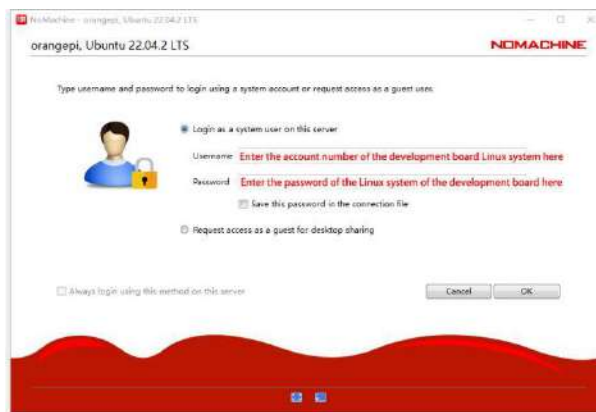 NoMachine - orangepi, Ubuntu 22.04.2 LTS
orangepi, Ubuntu 22.04.2 LTS
NOMACHINE
Type username and password to login using a system account or request access as a guest user.
Login as a system user on this server
Username Enter the account number of the development board Linux system here
Password Enter the password of the Linux system of the development board here
Save this password in the connection file
Request access as a guest for desktop sharing
Always login using this method on this server
Cancel OK